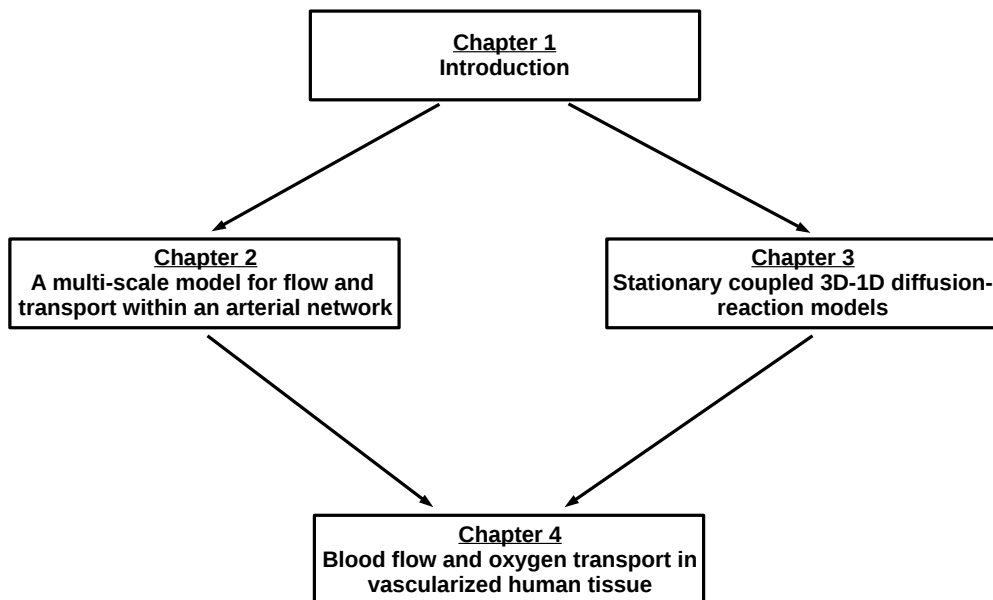 Chapter 1
Introduction
Chapter 2
A multi-scale model for flow and
transport within an arterial network
Chapter 3
Stationary coupled 3D-1D diffusion-
reaction models
Chapter 4
Blood flow and oxygen transport in
vascularized human tissue